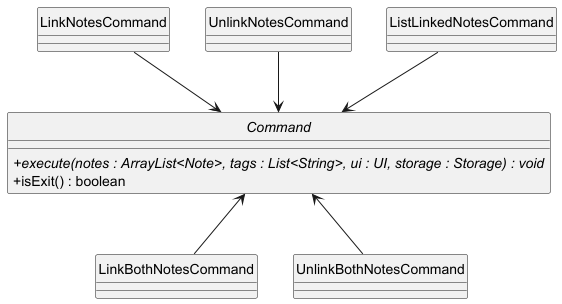 LinkNotesCommand
UnlinkNotesCommand
ListLinkedNotesCommand
Command
+execute(notes : ArrayList<Note>, tags : List<String>, ui : UI, storage : Storage) : void
+isExit() : boolean
LinkBothNotesCommand
UnlinkBothNotesCommand